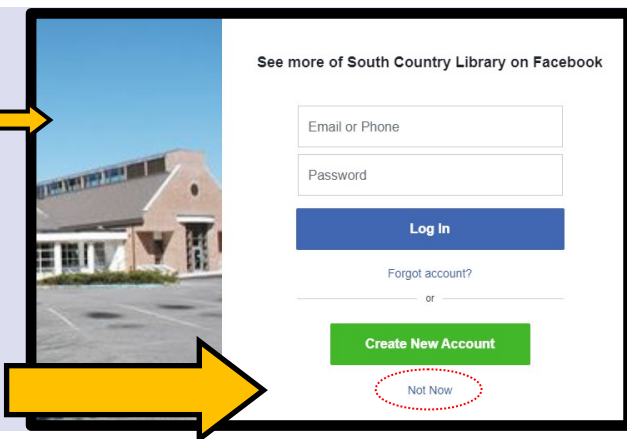 See more of South Country Library on Facebook
Email or Phone
Password
Log In
Forgot account?
or
Create New Account
Not Now